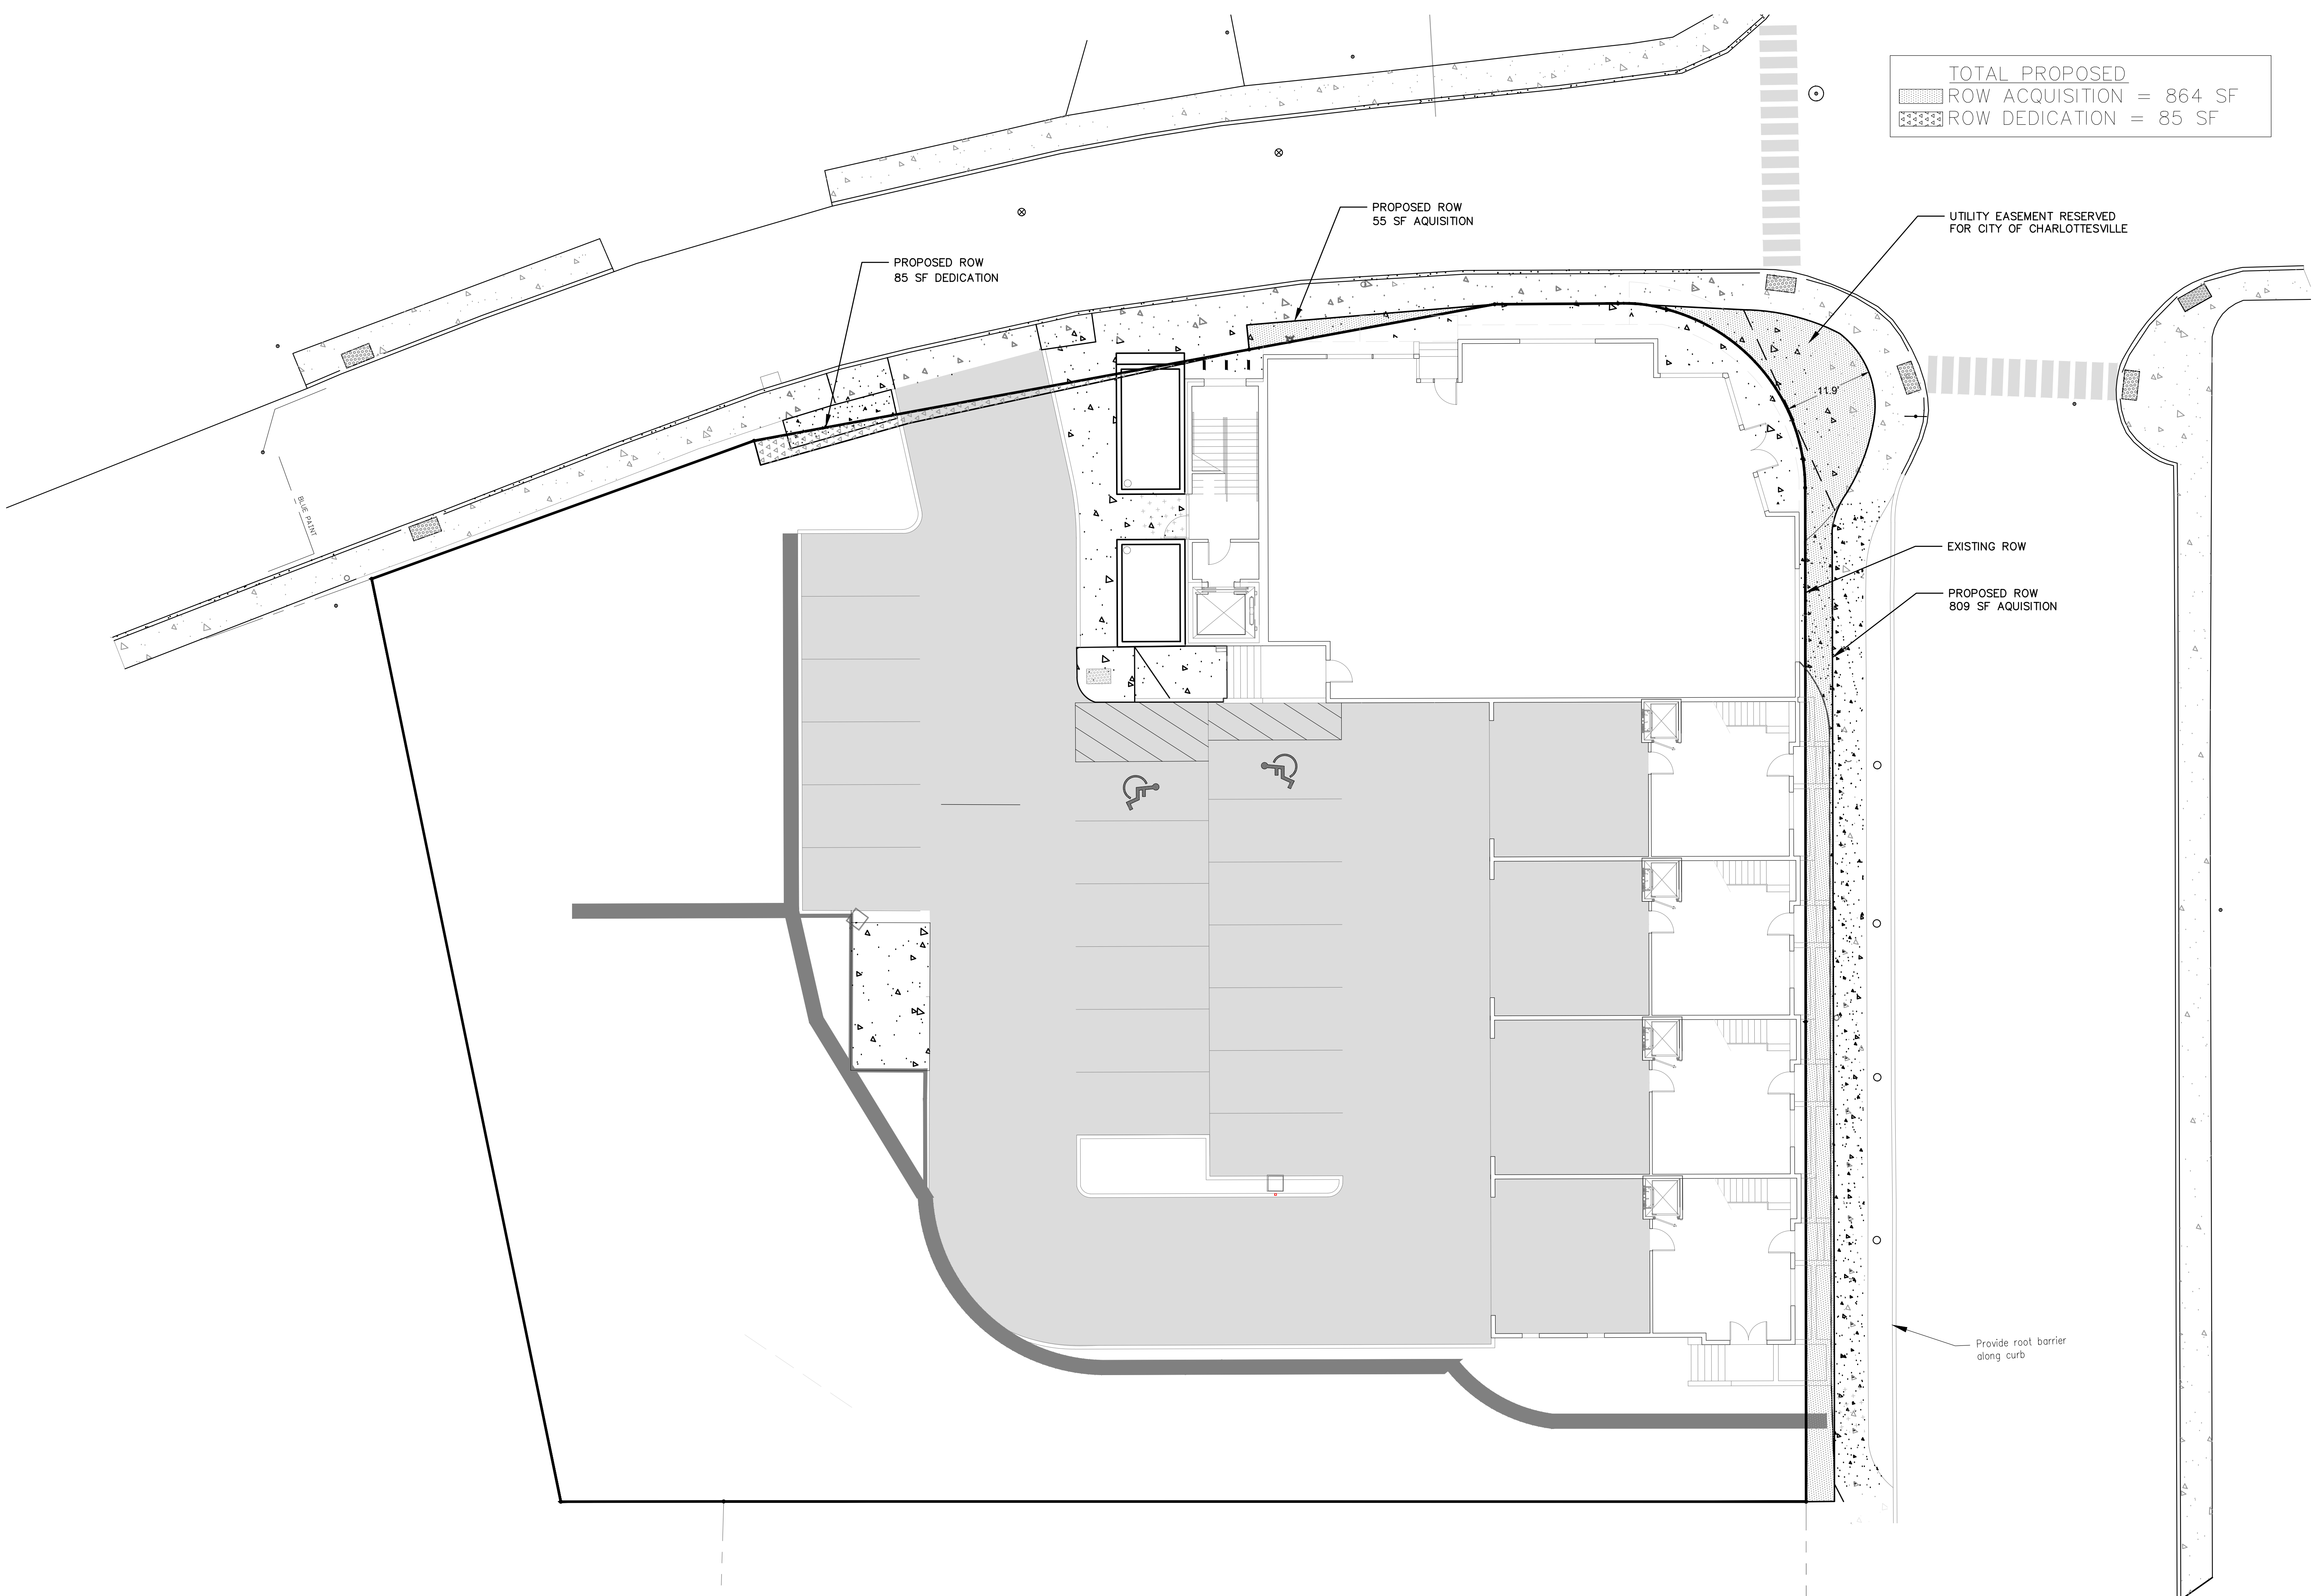 TOTAL PROPOSED
ROW ACQUISITION = 864 SF
ROW DEDICATION = 85 SF
PROPOSED ROW
55 SF AQUISITION
UTILITY EASEMENT RESERVED
FOR CITY OF CHARLOTTESVILLE
PROPOSED ROW
85 SF DEDICATION
11.9'
BLUE PAINT
EXISTING ROW
PROPOSED ROW
809 SF AQUISITION
Provide root barrier
along curb